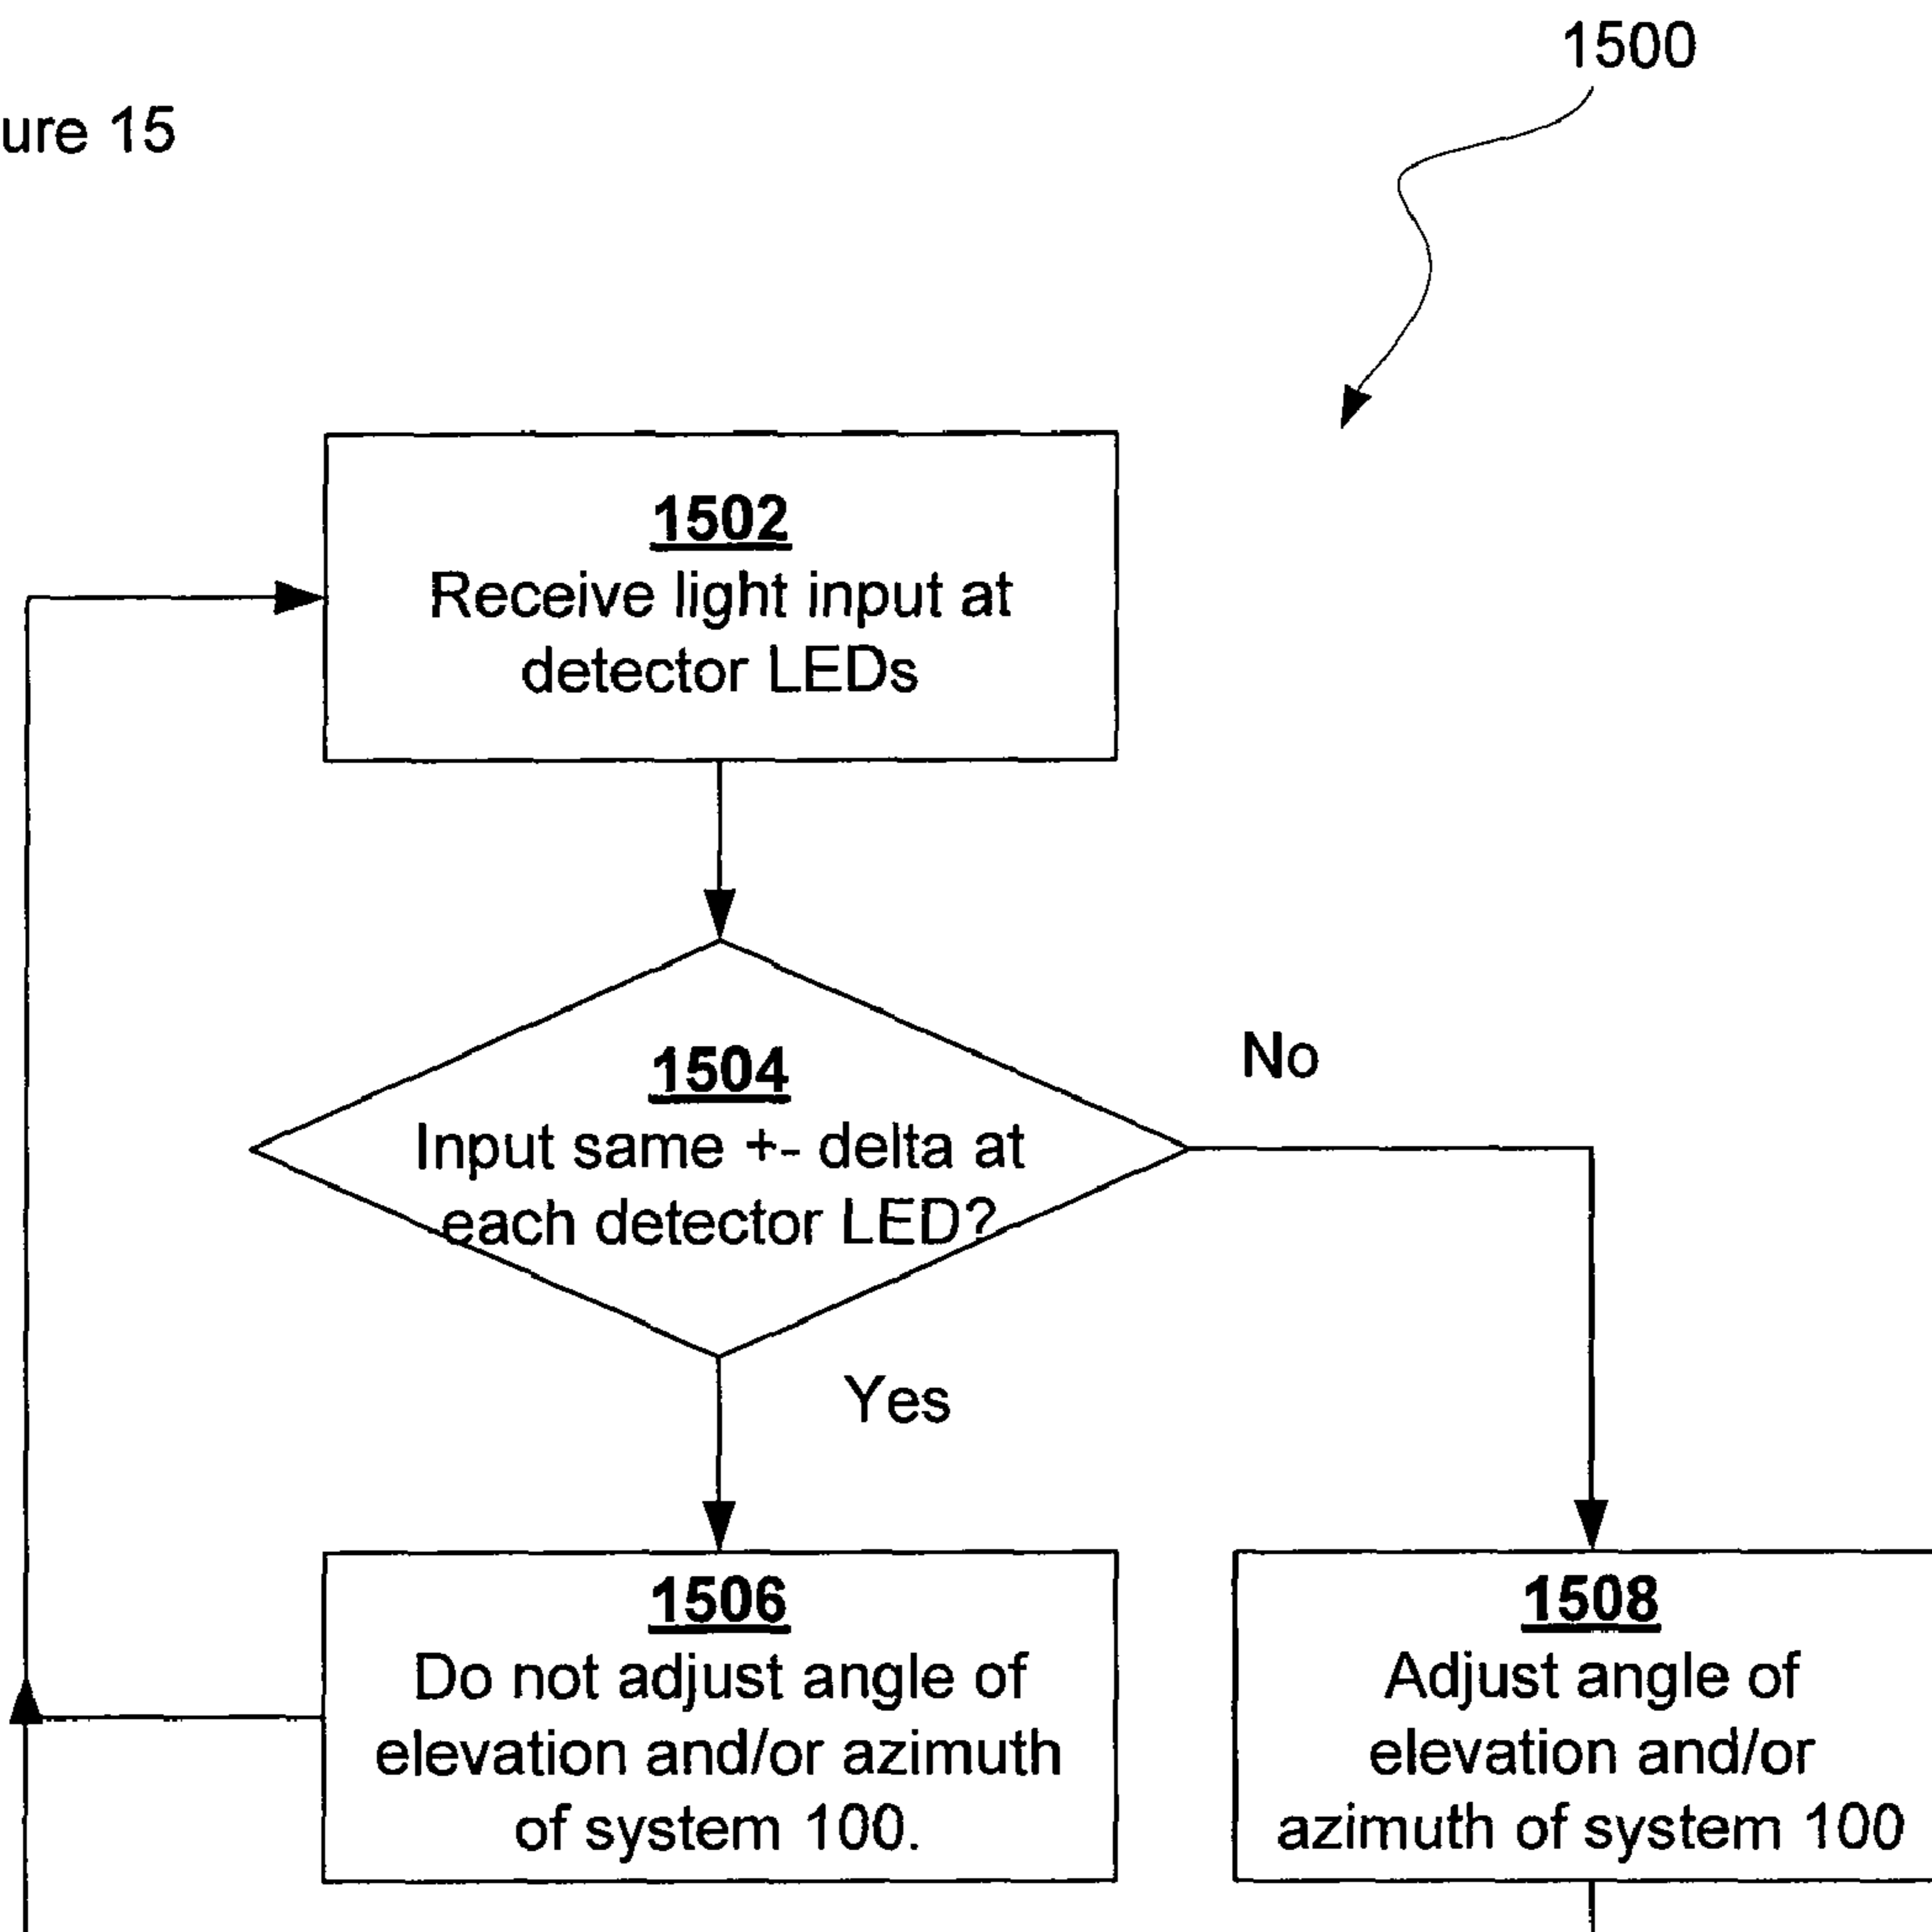 1500
ure 15
1502
Receive light input at
detector LEDs
1504
Input same +- delta at
each detector LED?
No
Yes
1506
Do not adjust angle of
elevation and/or azimuth
of system 100.
1508
Adjust angle of
elevation and/or
azimuth of system 100